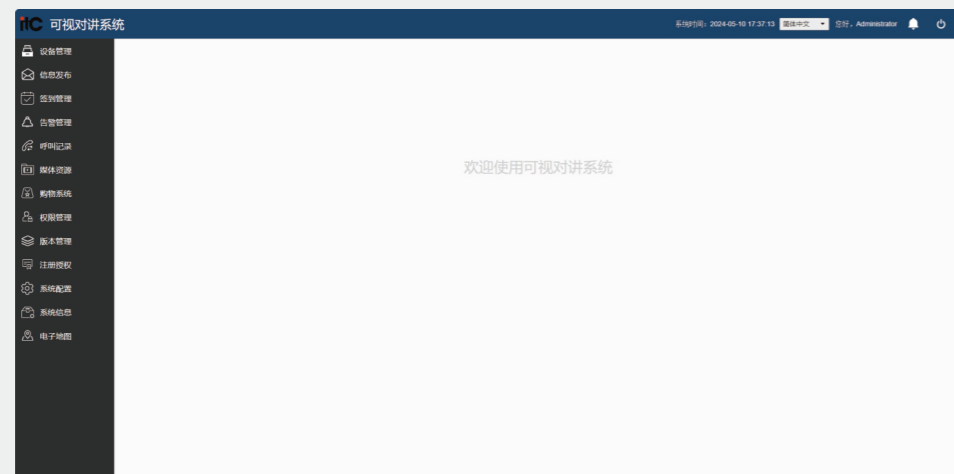 itC 可视对讲系统
系统时间：2024-05-10 17:37:13 简体中文 您好，Administrator
设备管理
信息发布
签到管理
告警管理
呼叫记录
媒体资源
购物系统
权限管理
版本管理
注册授权
系统配置
系统信息
电子地图
欢迎使用可视对讲系统